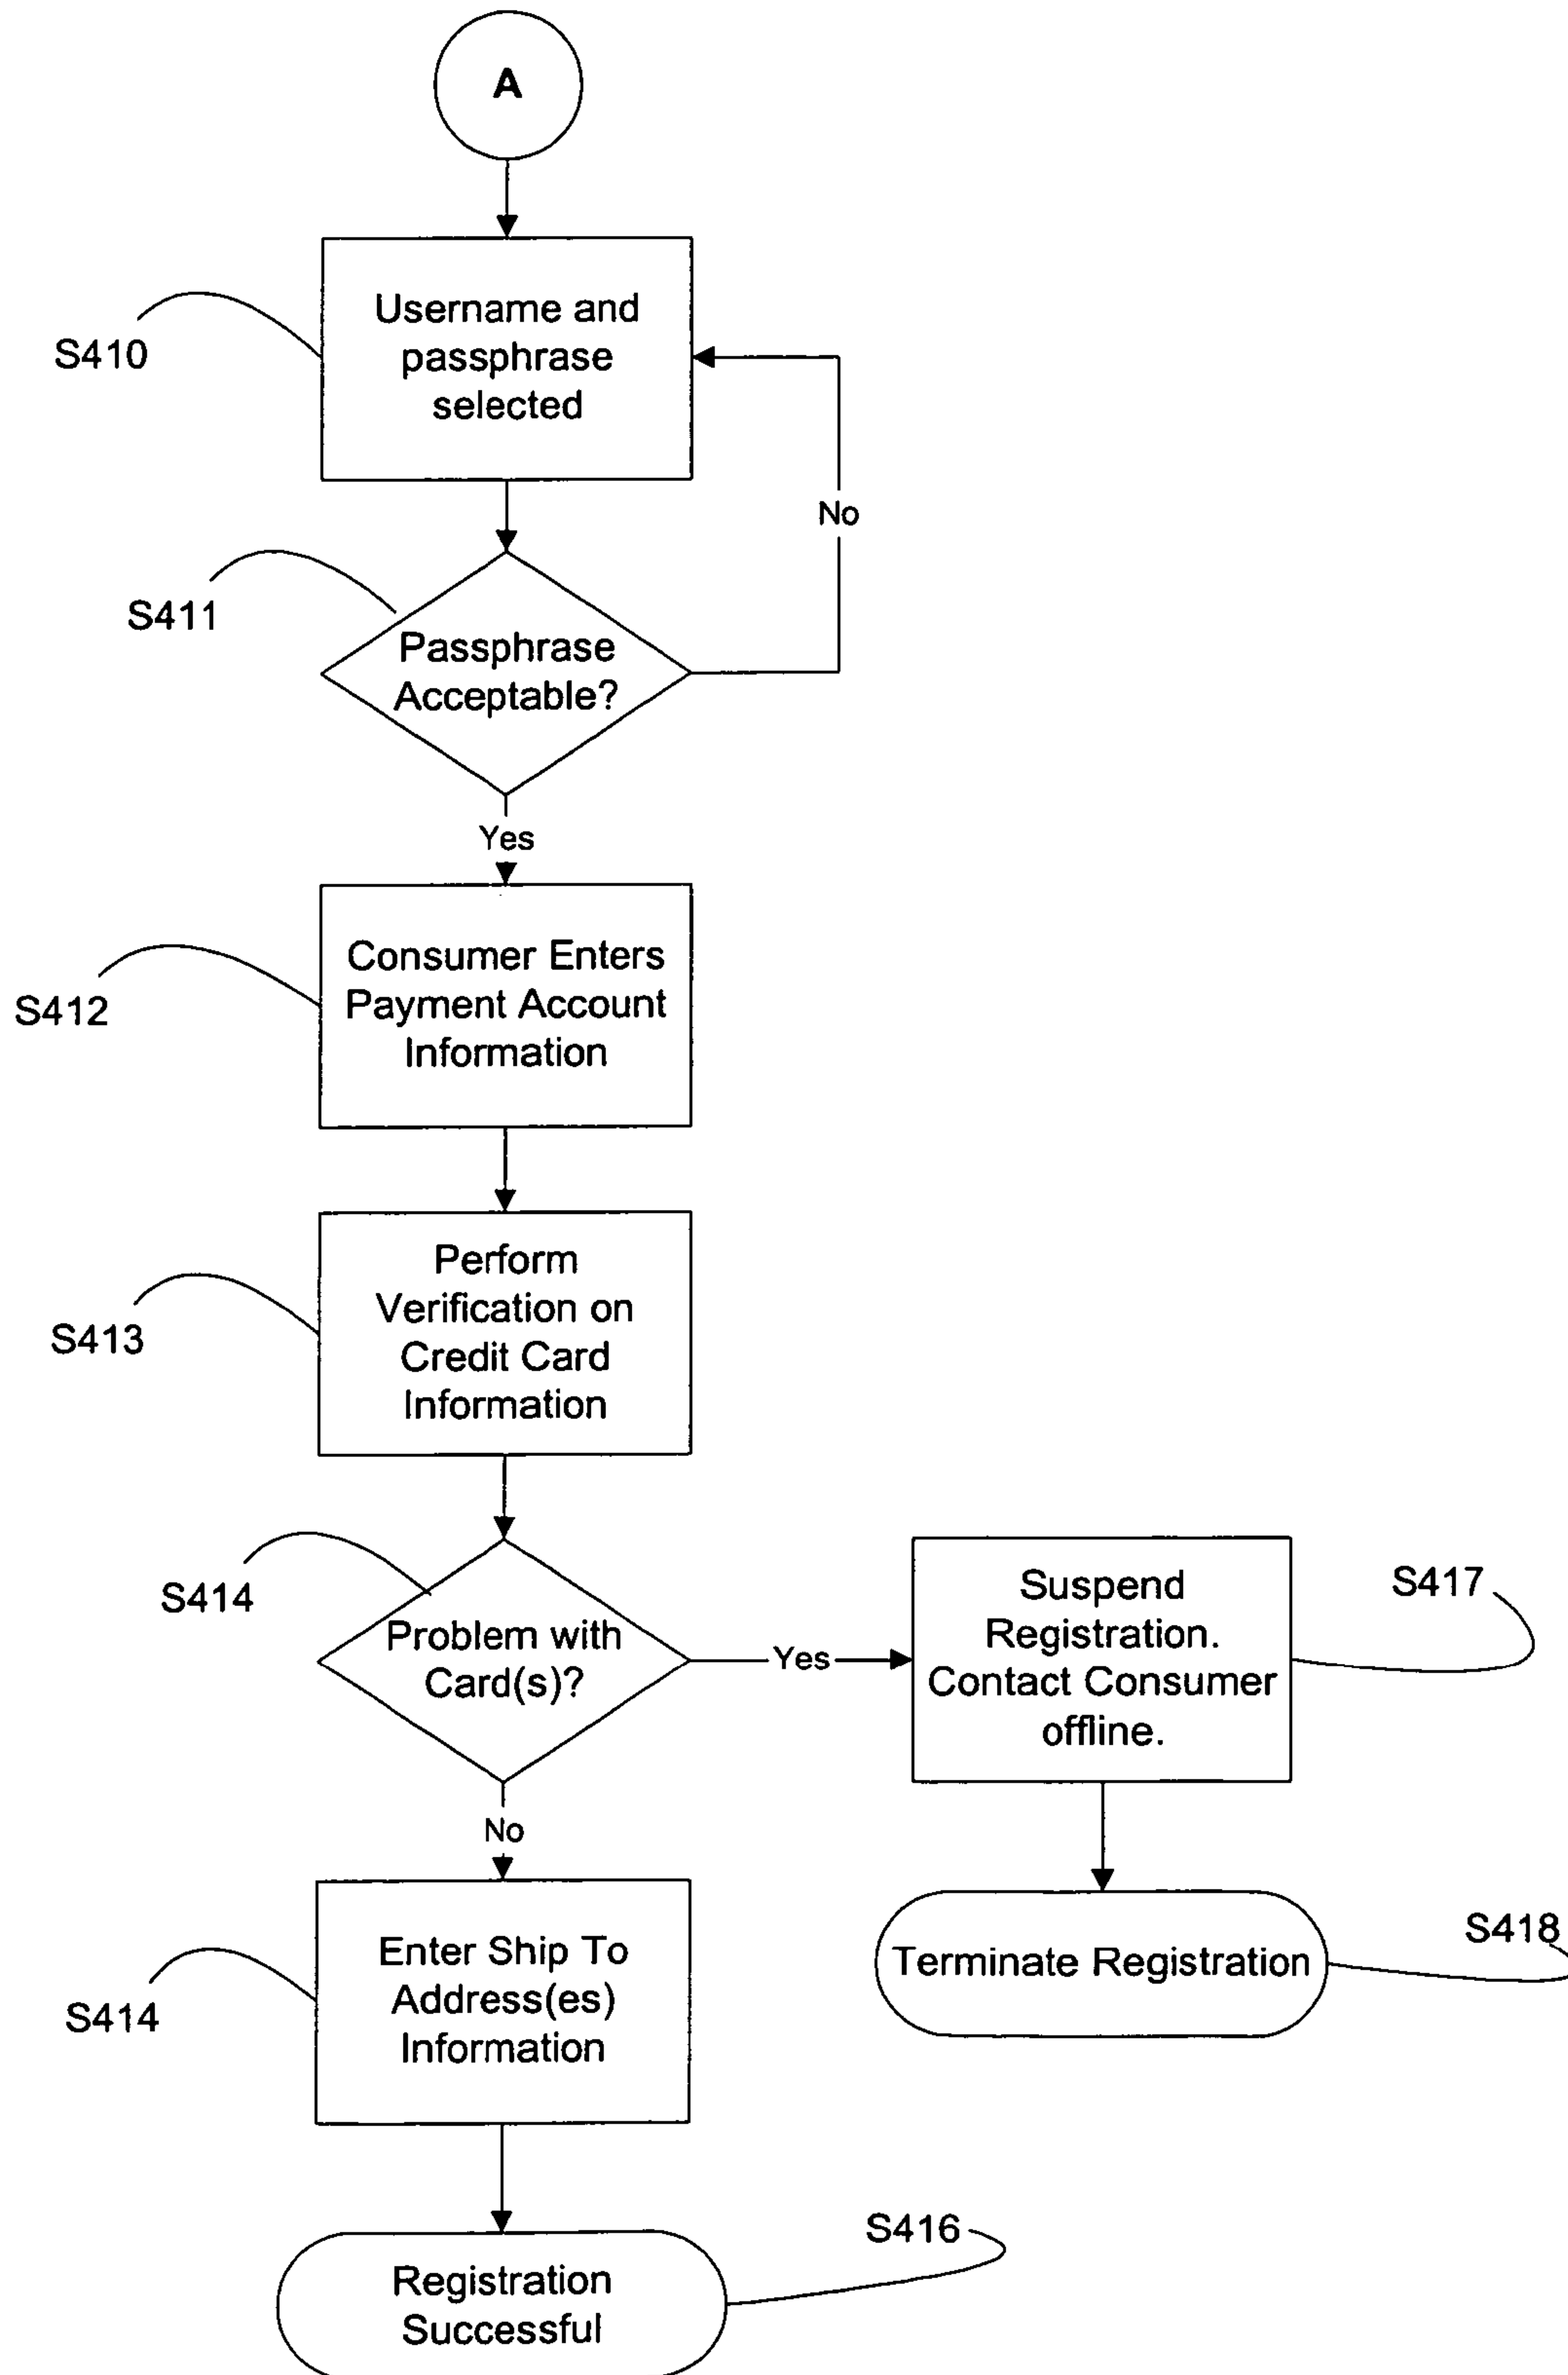 A
Username and
passphrase
selected
S410
No
S411
Passphrase
Acceptable?
Yes
Consumer Enters
Payment Account
Information
S412
Perform
Verification on
Credit Card
Information
S413
S414
Problem with
Card(s)?
Yes
Suspend
Registration.
Contact Consumer
offline.
S417
No
Enter Ship To
Address(es)
Information
S414
Terminate Registration
S418
S416
Registration
Successful